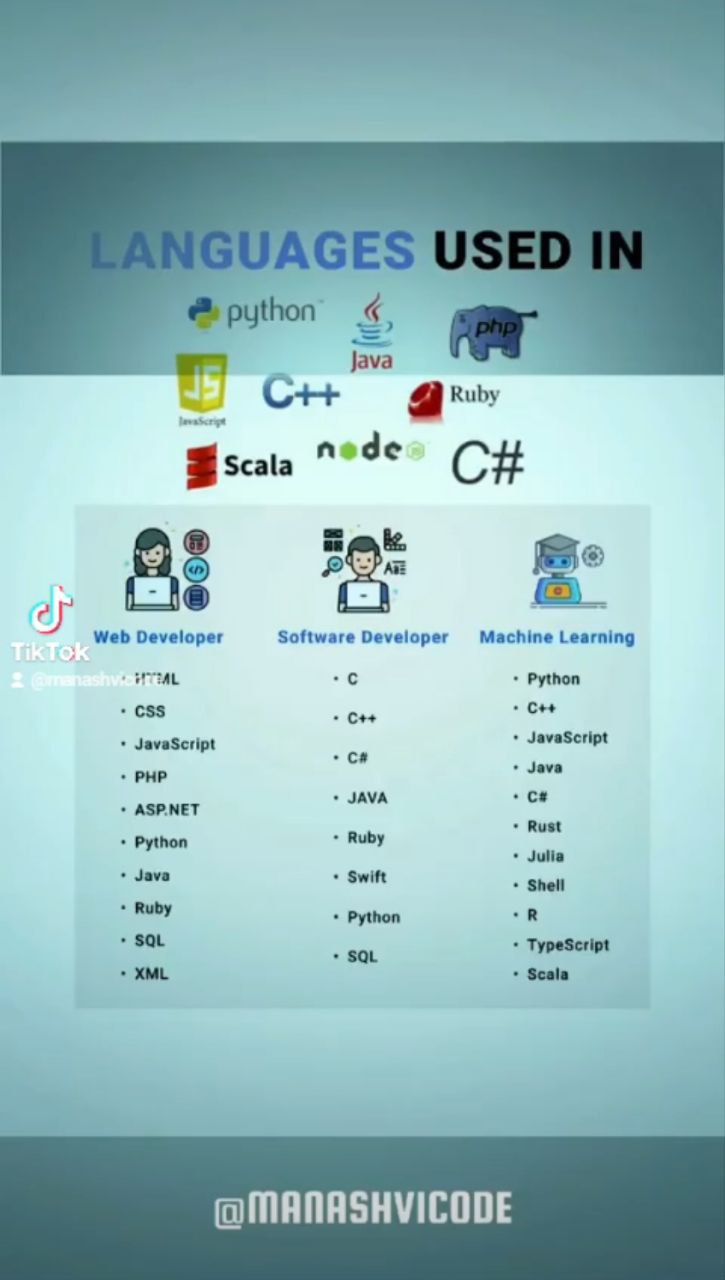 LANGUAGES USED IN
python
Java
php
JS
JavaScript
C++
Ruby
Scala
node
JS
C#
Web Developer
HTML
CSS
JavaScript
PHP
ASP.NET
Python
Java
Ruby
SQL
XML
Software Developer
C
C++
C#
JAVA
Ruby
Swift
Python
SQL
Machine Learning
Python
C++
JavaScript
Java
C#
Rust
Julia
Shell
R
TypeScript
Scala
TikTok
@MANASHVICODE